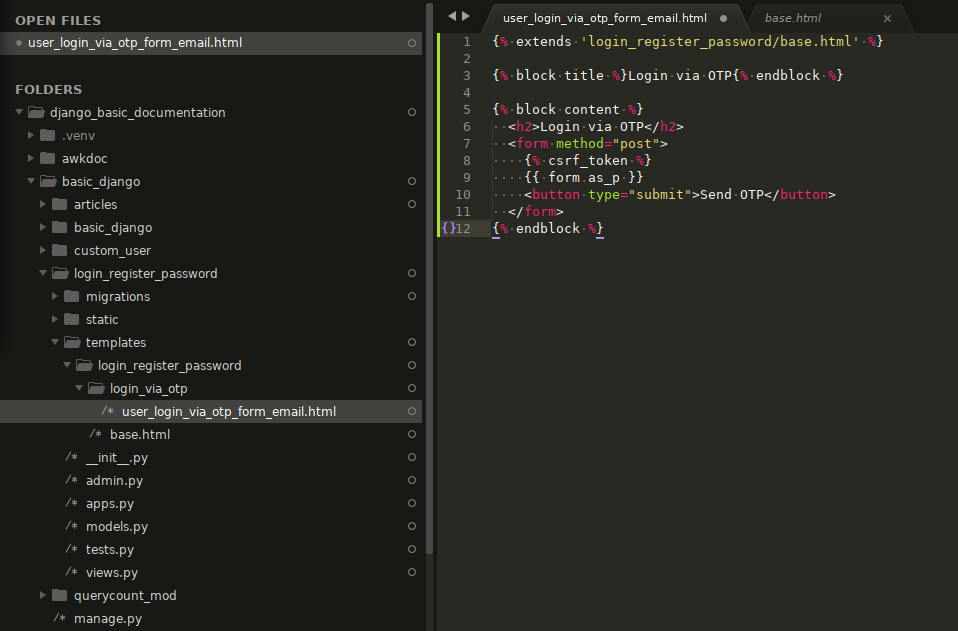 OPEN FILES
user_login_via_otp_form_email.html
FOLDERS
django_basic_documentation
.venv
awkdoc
basic_django
articles
basic_django
custom_user
login_register_password
migrations
static
templates
login_register_password
login_via_otp
/* user_login_via_otp_form_email.html
/* base.html
/* __init__.py
/* admin.py
/* apps.py
/* models.py
/* tests.py
/* views.py
querycount_mod
/* manage.py
user_login_via_otp_form_email.html
base.html ×
1 {% extends 'login_register_password/base.html' %}
2
3 {% block title %}Login via OTP{% endblock %}
4
5 {% block content %}
6   <h2>Login via OTP</h2>
7   <form method="post">
8     {% csrf_token %}
9     {{ form.as_p }}
10     <button type="submit">Send OTP</button>
11   </form>
{}12 {% endblock %}